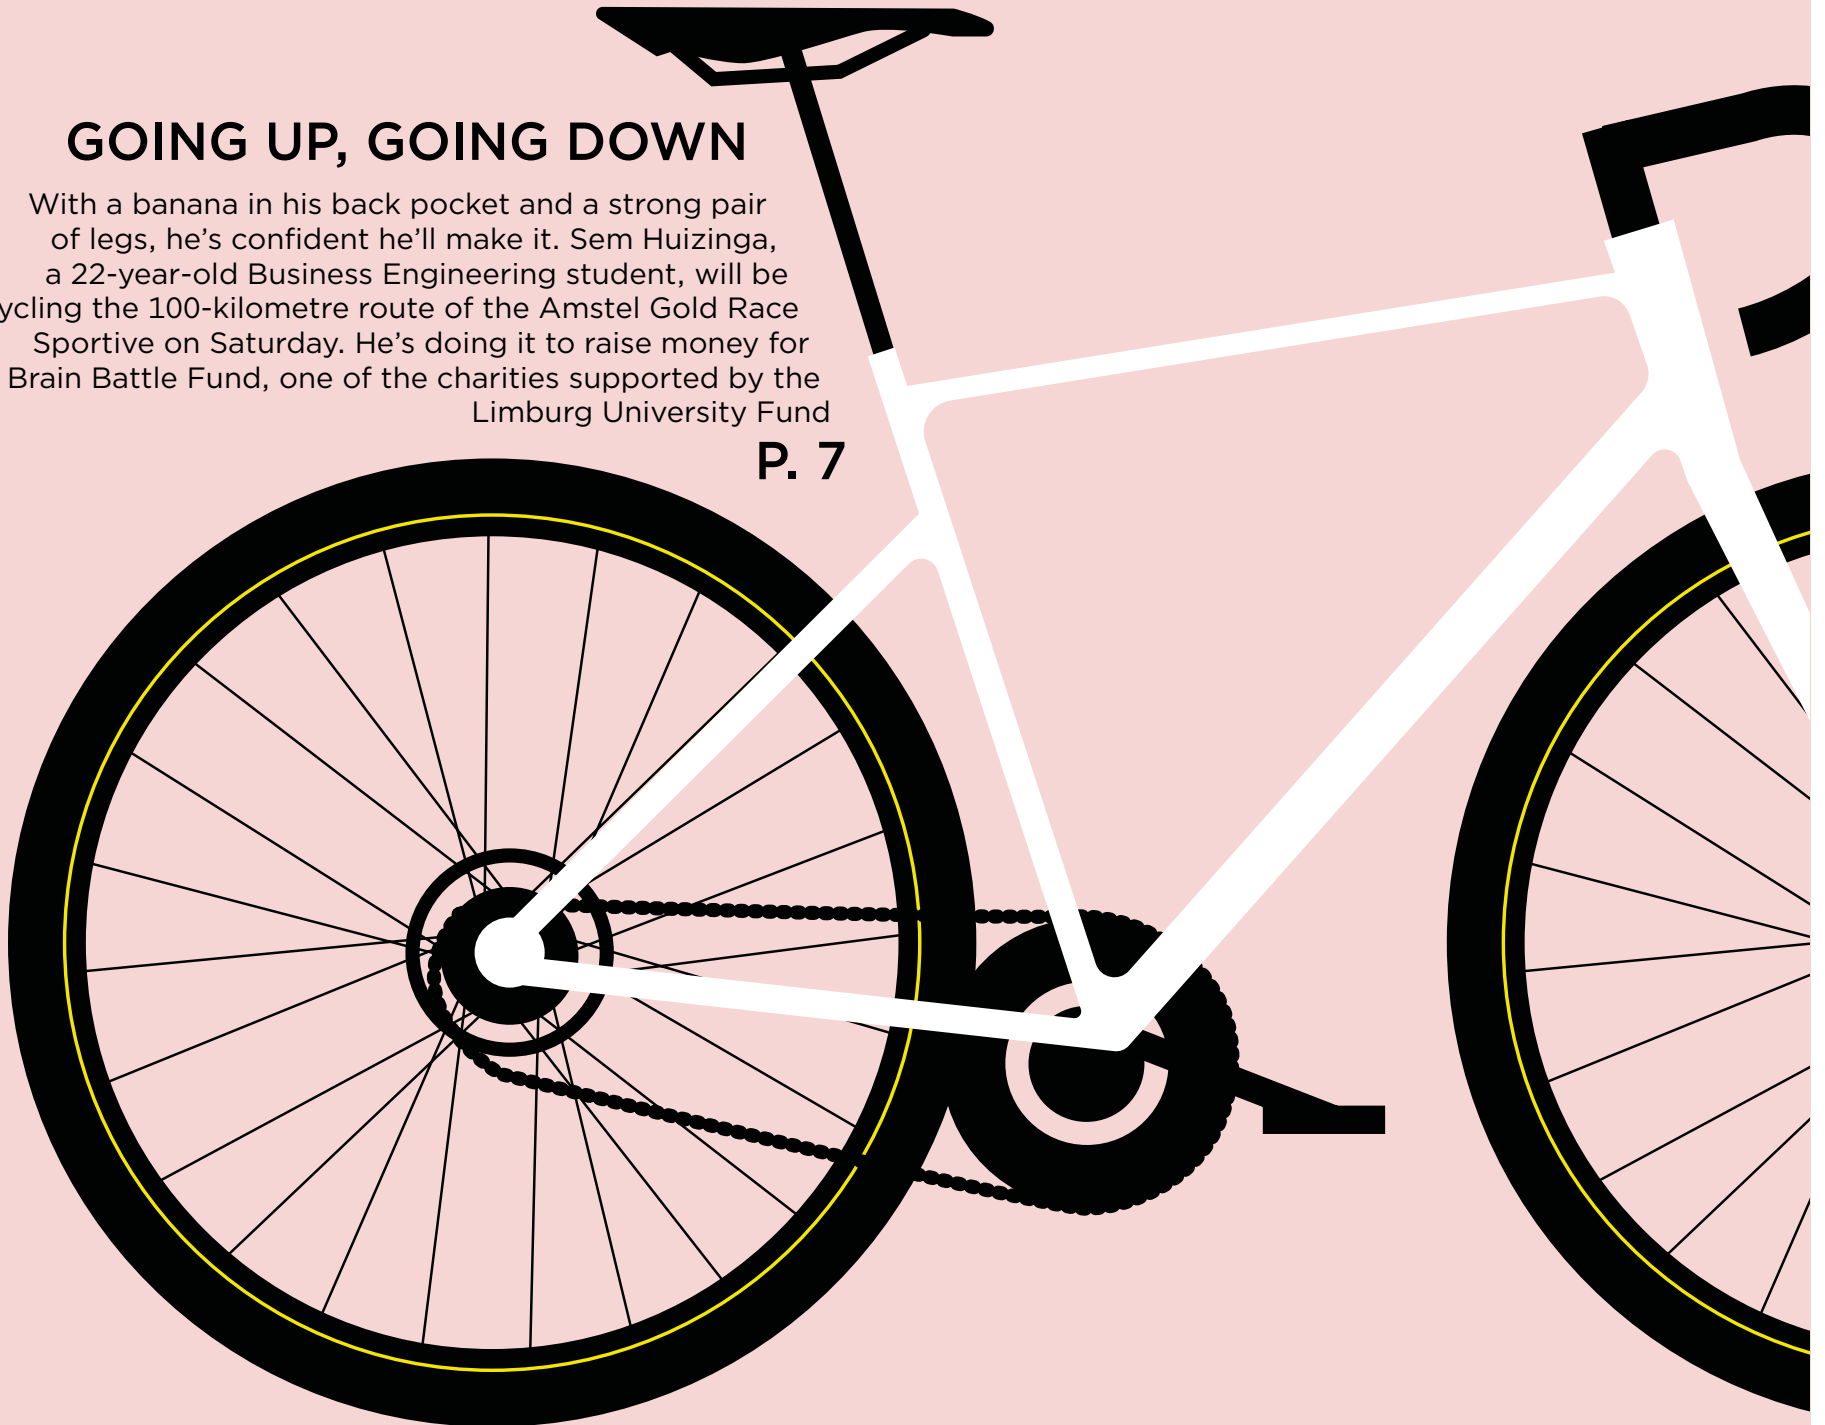 GOING UP, GOING DOWN
With a banana in his back pocket and a strong pair
of legs, he’s confident he’ll make it. Sem Huizinga,
a 22-year-old Business Engineering student, will be
ycling the 100-kilometre route of the Amstel Gold Race
Sportive on Saturday. He’s doing it to raise money for
Brain Battle Fund, one of the charities supported by the
Limburg University Fund
P. 7